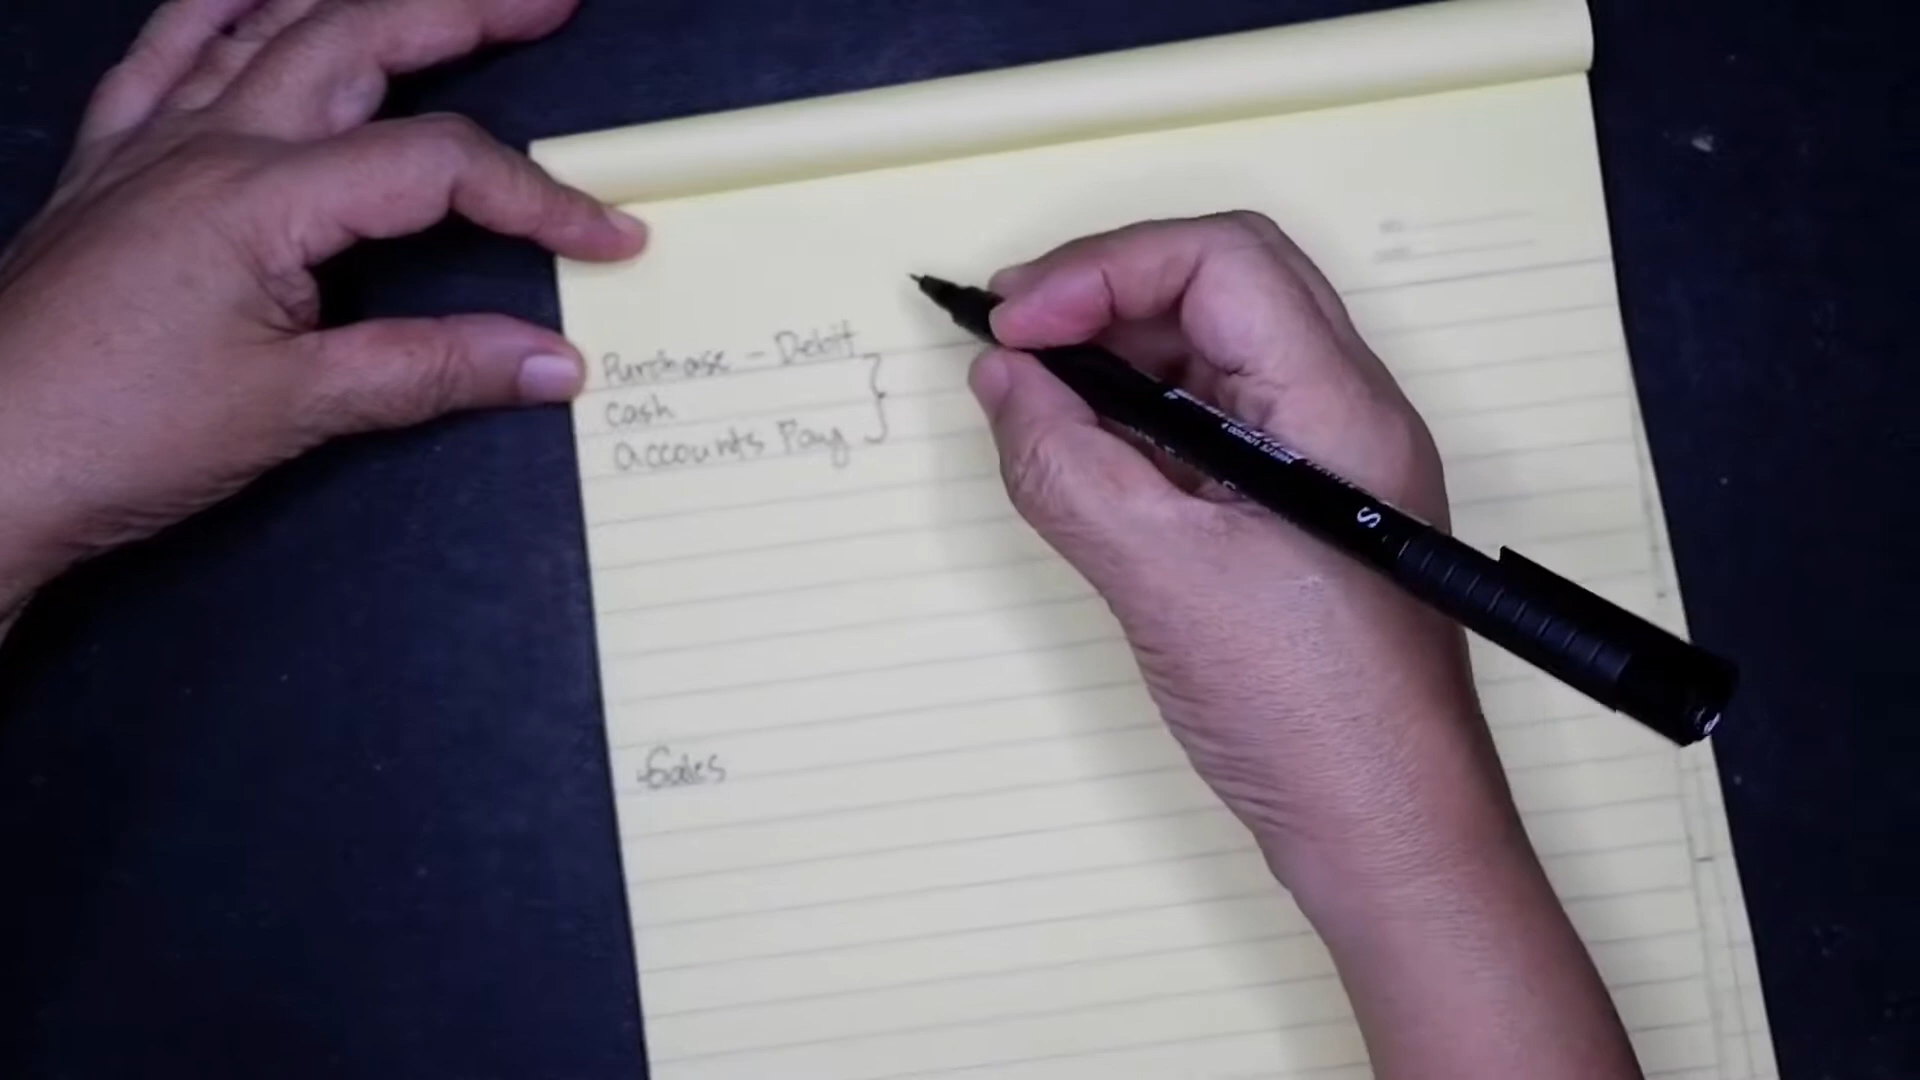 Purchase - Debit
Cash
Accounts Pay
Sales
S